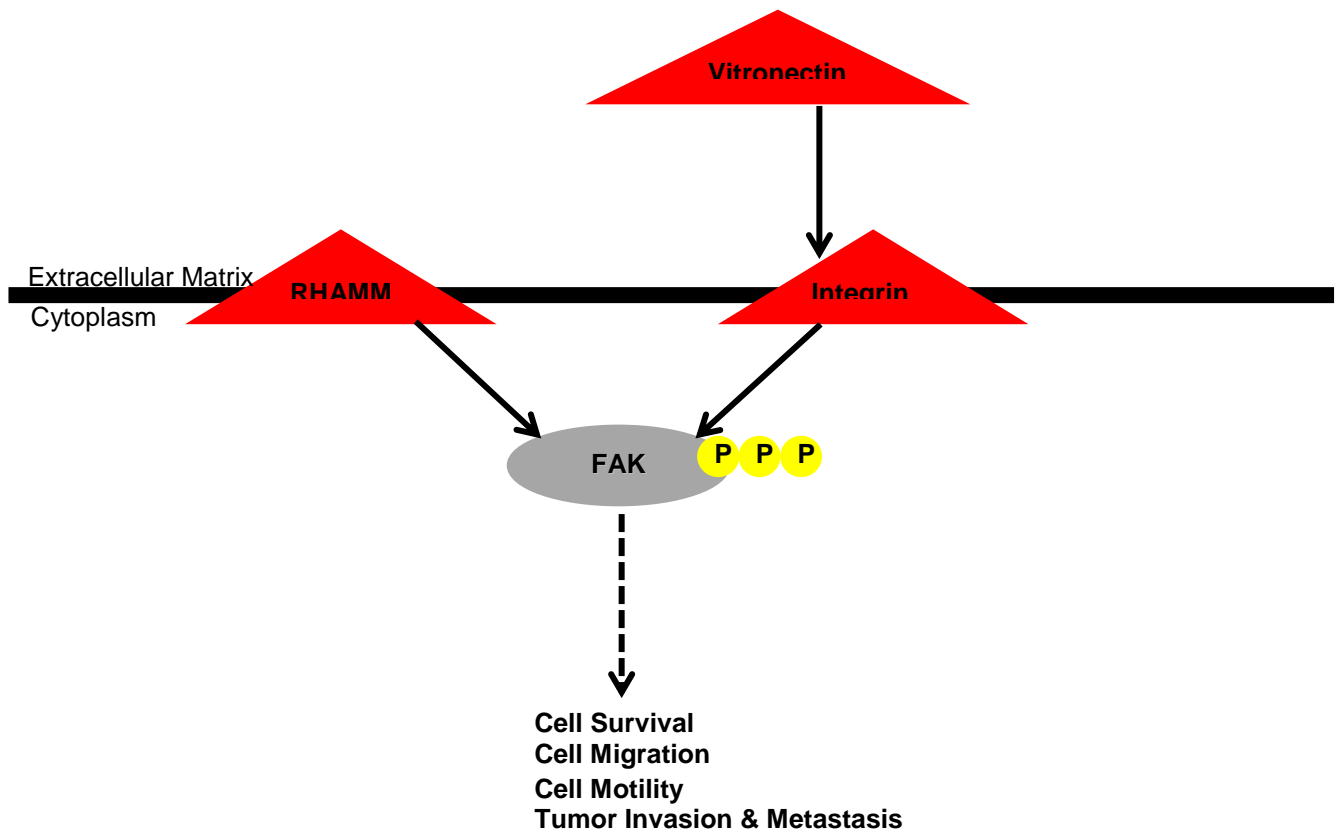 Vitronectin
Extracellular Matrix
RHAMM
Integrin
Cytoplasm
FAK
P P P
Cell Survival
Cell Migration
Cell Motility
Tumor Invasion & Metastasis